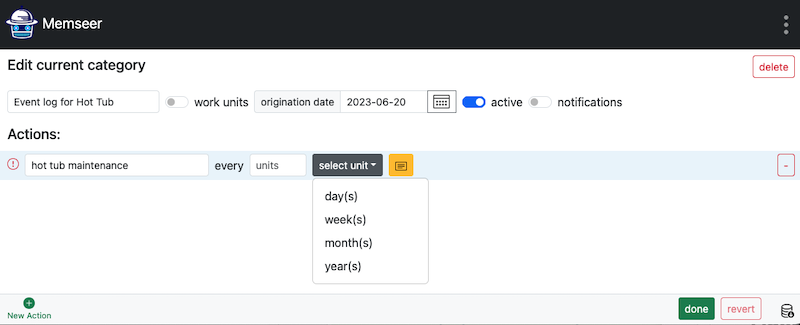 Memseer
Edit current category
delete
Event log for Hot Tub work units origination date 2023-06-20 active notifications
Actions:
hot tub maintenance every units select unit -
day(s)
week(s)
month(s)
year(s)
New Action done revert